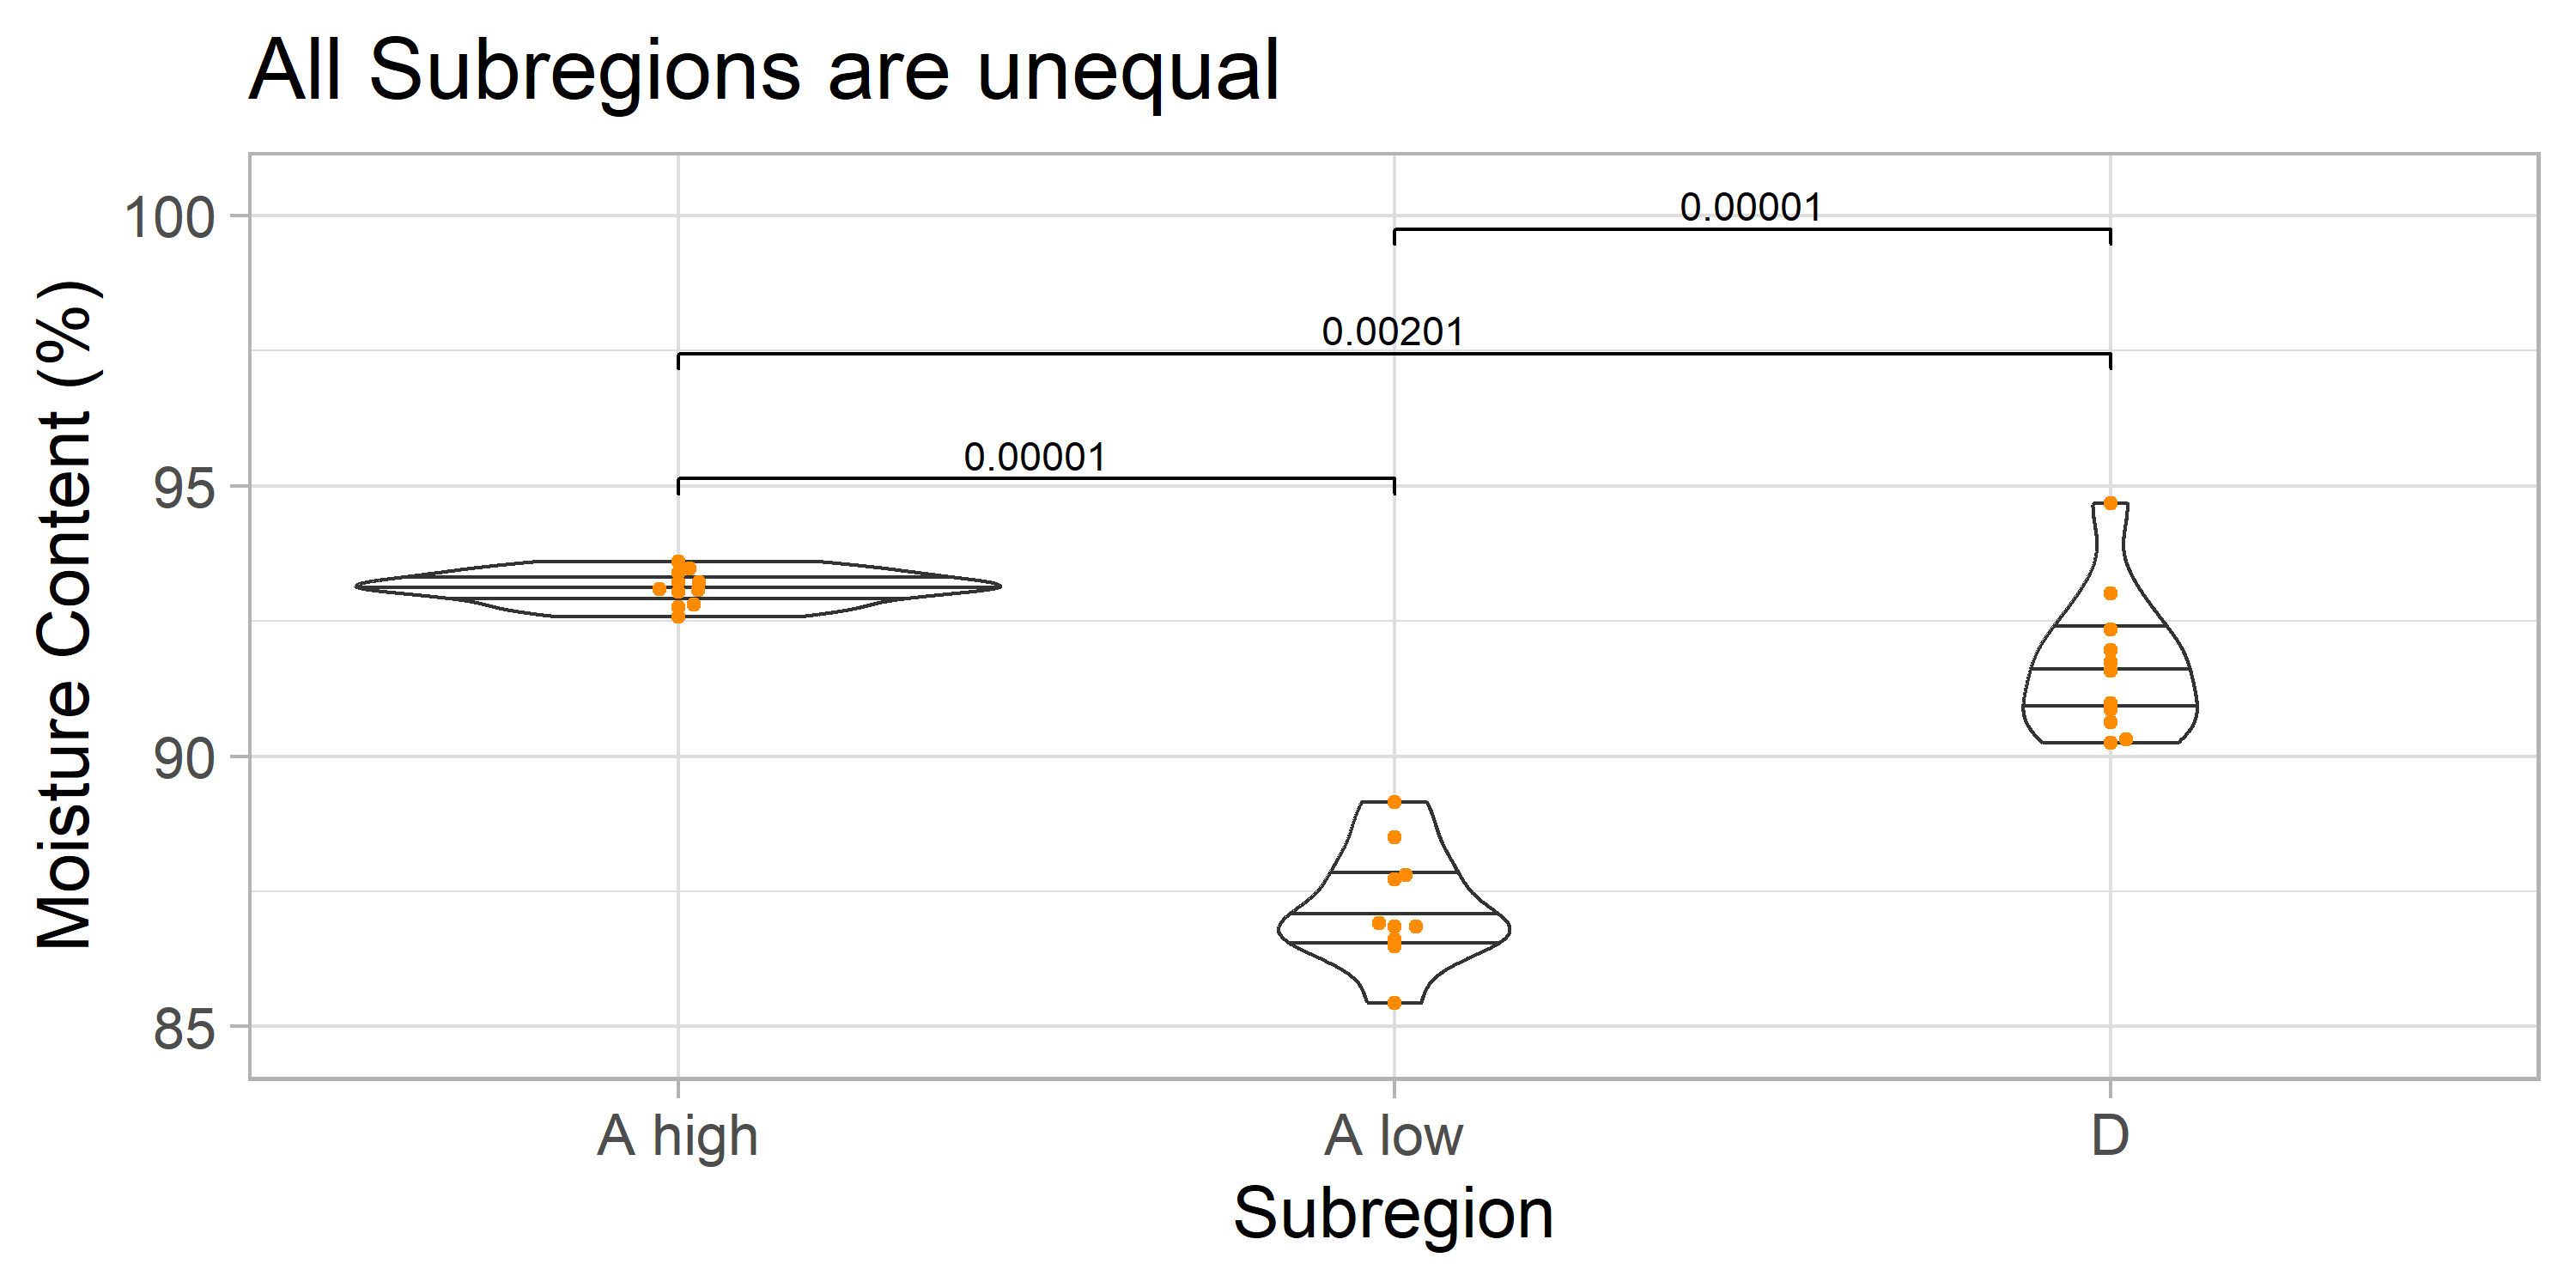 All Subregions are unequal
Moisture Content (%)
100
95
90
85
0.00001
0.00201
0.00001
A high
A low
D
Subregion